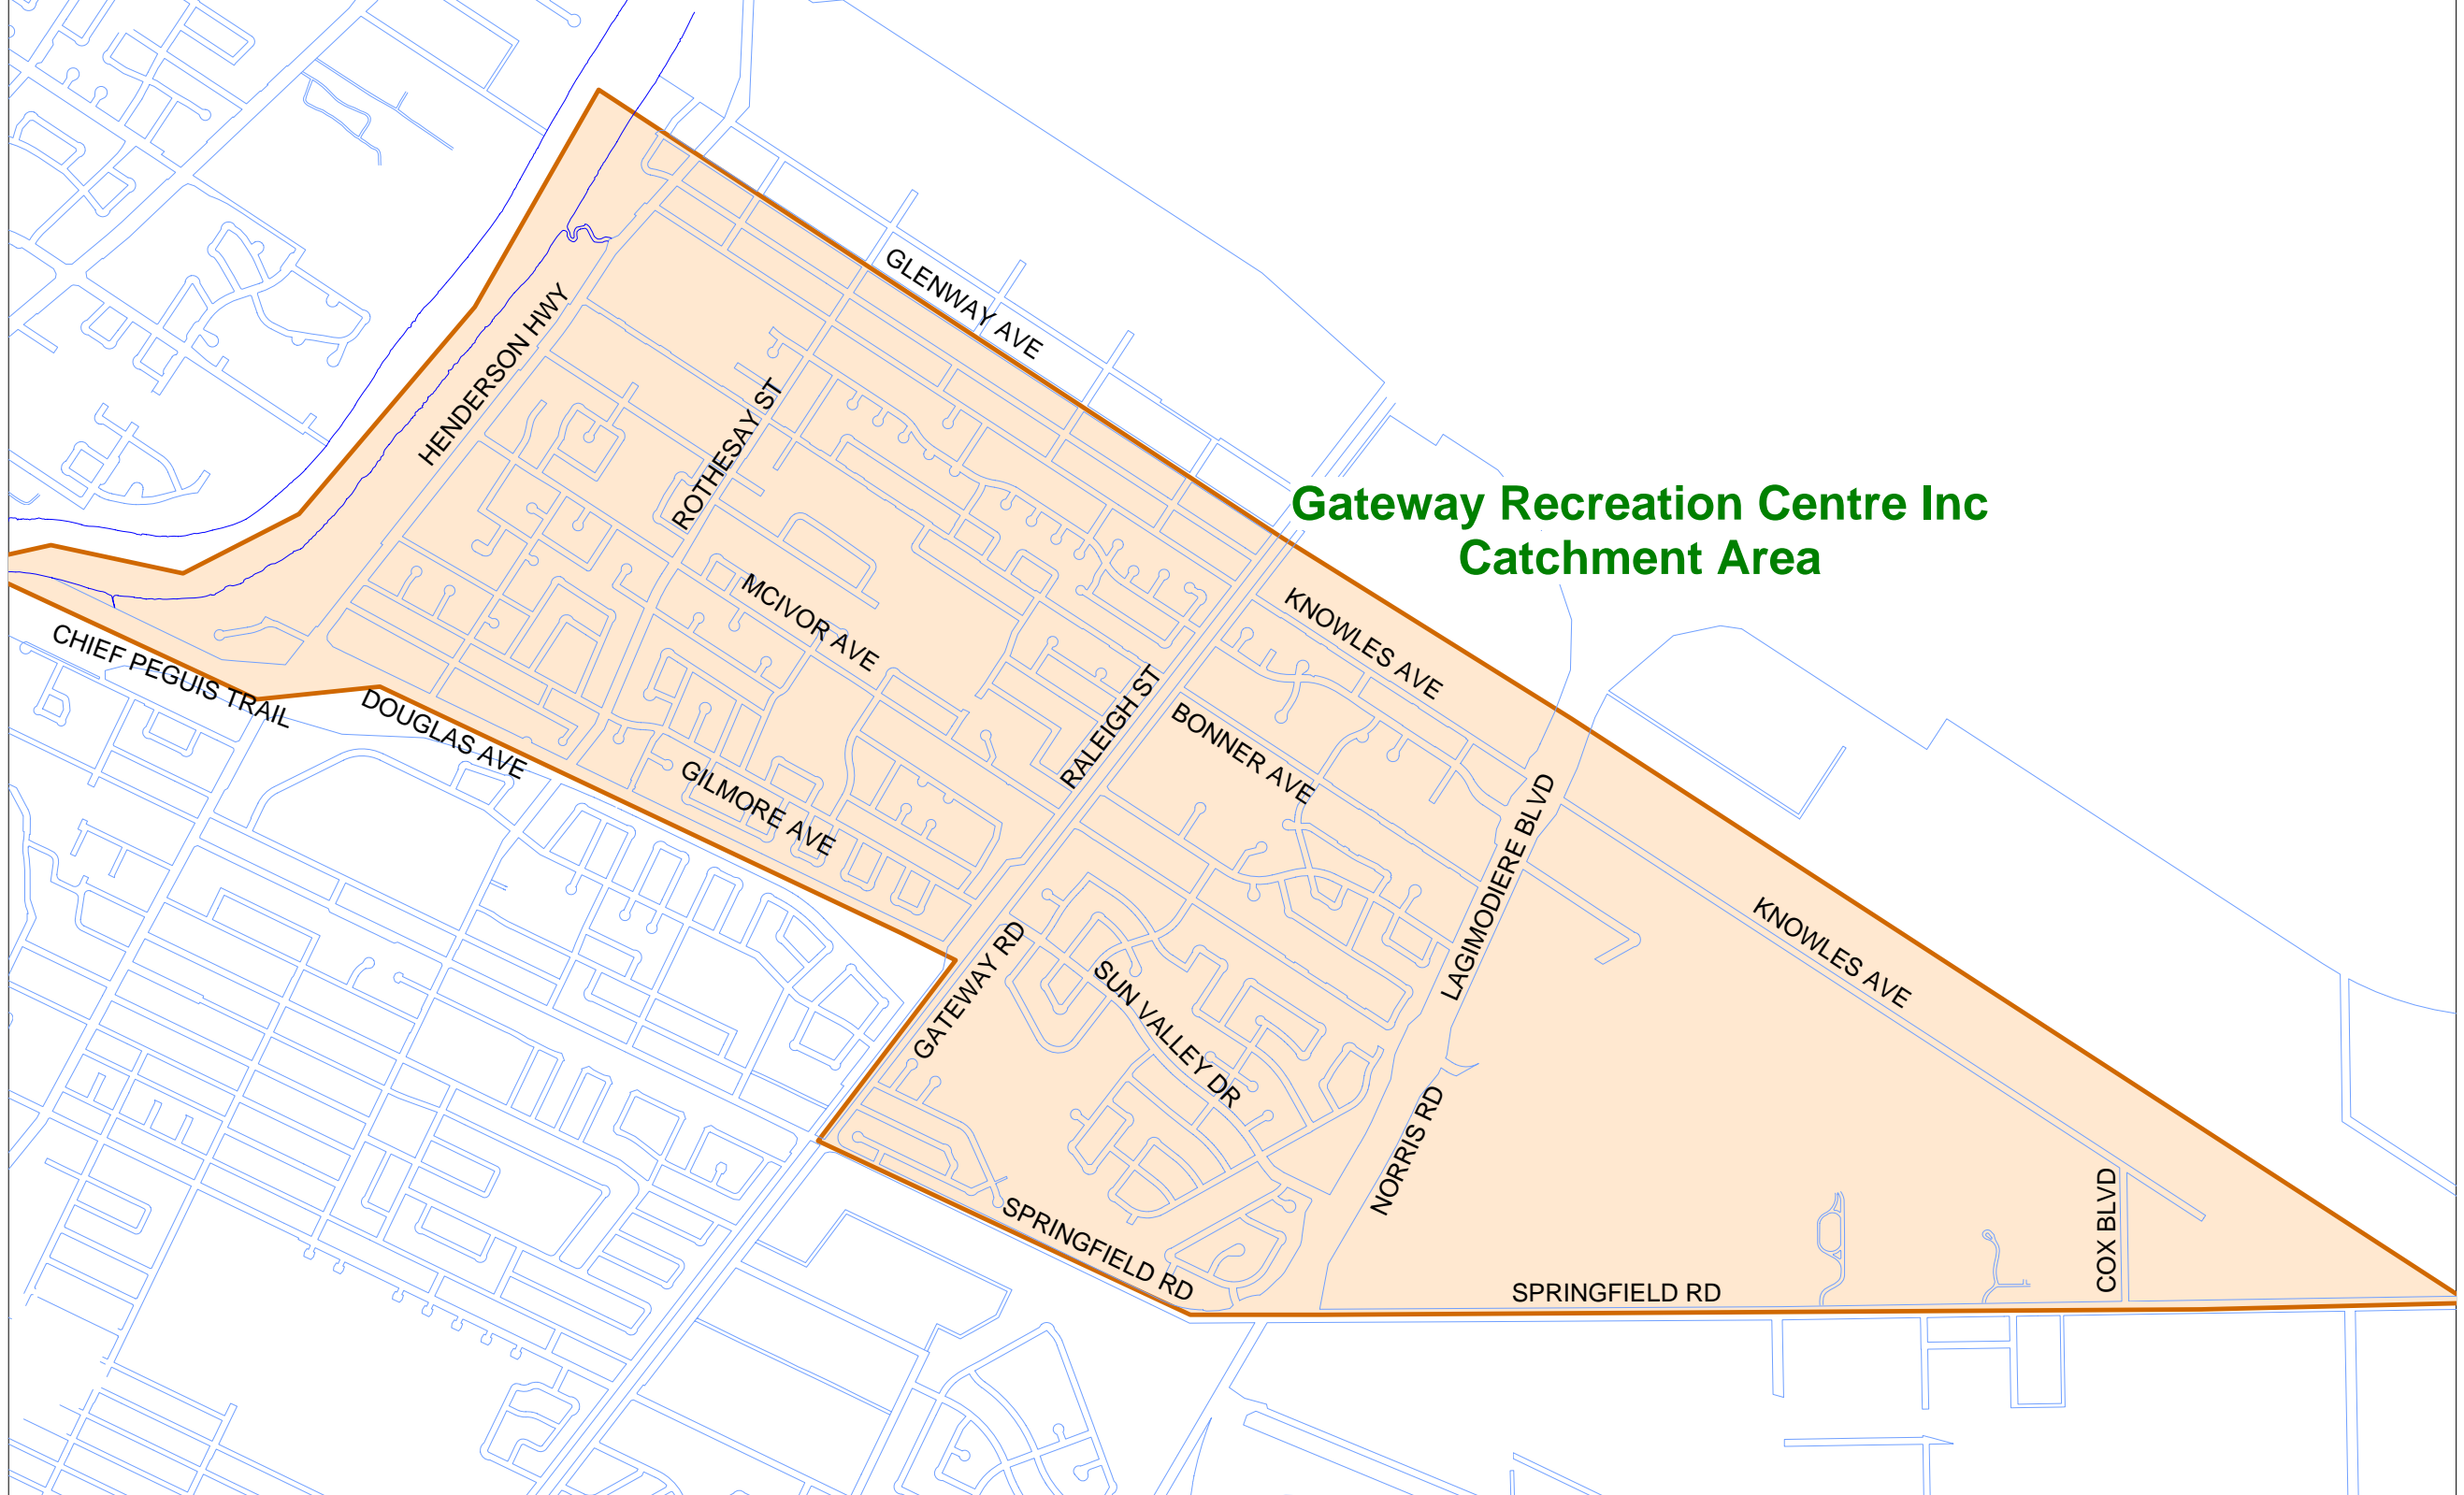 GLENWAY AVE
HENDERSON HWY
ROTHESAY ST
Gateway Recreation Centre Inc
Catchment Area
MCIVOR AVE
KNOWLES AVE
CHIEF PEGUIS TRAIL
DOUGLAS AVE
RALEIGH ST
BONNER AVE
GILMORE AVE
LAGIMODIERE BLVD
KNOWLES AVE
GATEWAY RD
SUN VALLEY DR
NORRIS RD
SPRINGFIELD RD
COX BLVD
SPRINGFIELD RD